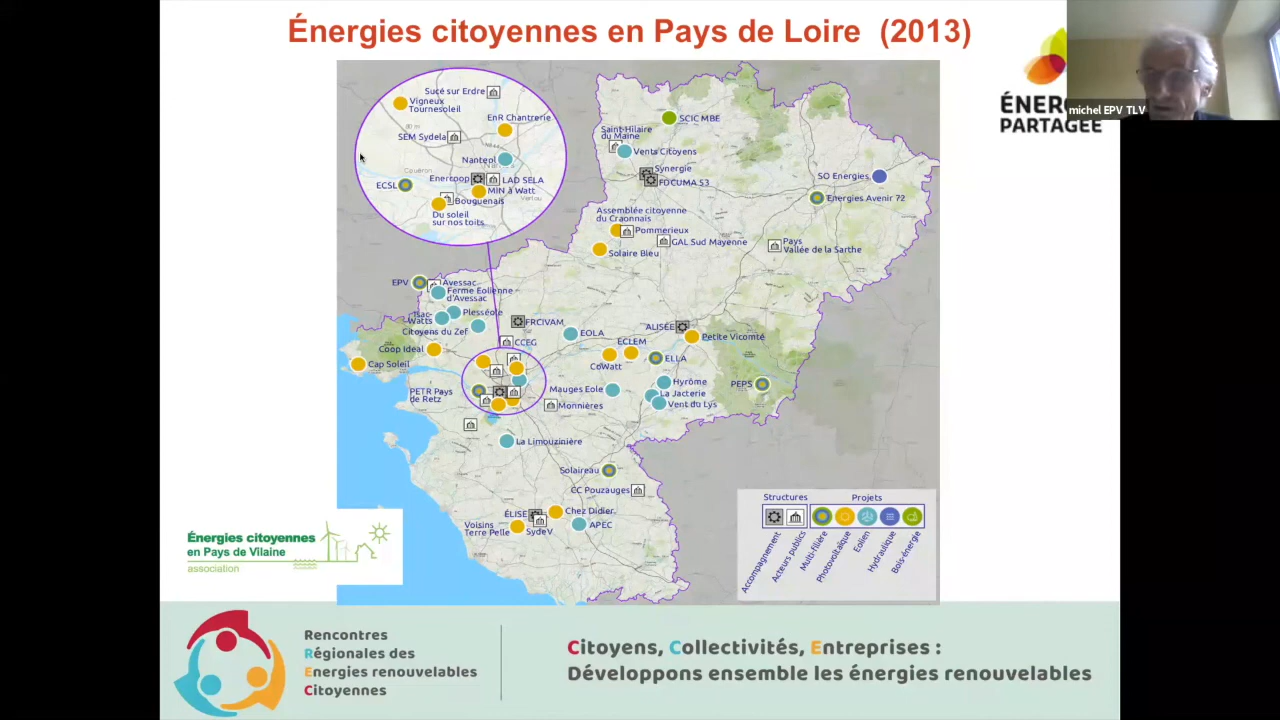 Énergies citoyennes en Pays de Loire (2013)
ÉNERG
PARTAGÉE
michel EPV TLV
Sucé sur Erdre
Vigneux
Tournesoleil
EnR Chantrerie
SEM Sydela
Couëron
Nantepl
Enercoop
LAD SELA
ECSL
MIN à Watt
Bouguenais
Vertou
Du soleil
sur nos toits
SCIC MBE
Saint-Hilaire
du Maine
Vents Citoyens
Synergie
FDCUMA 53
SO Energies
Energies Avenir 72
Assemblée citoyenne
du Craonnais
Pommerieux
GAL Sud Mayenne
Solaire Bleu
Pays
Vallée de la Sarthe
EPV
Avessac
Ferme Eolienne
d'Avessac
Isac-
Watts
Plesséole
Citoyens du Zef
FRCIVAM
CCEG
EOLA
ALISÉE
Petite Vicomté
Coop Ideal
Cap Soleil
ECLEM
CoWatt
ELLA
PETR Pays
de Retz
Mauges Eole
Hyrôme
La Jacterie
Vent du Lys
PEPS
Monnières
La Limouzinière
Solaireau
CC Pouzauges
ÉLISE
Chez Didier
Voisins
Terre Pelle
SydeV
APEC
Structures
Projets
Accompagnement
Acteurs publics
Multi-filière
Photovoltaïque
Eolien
Hydraulique
Bois-énergie
Énergies citoyennes
en Pays de Vilaine
association
Rencontres
Régionales des
Energies renouvelables
Citoyennes
Citoyens, Collectivités, Entreprises :
Développons ensemble les énergies renouvelables